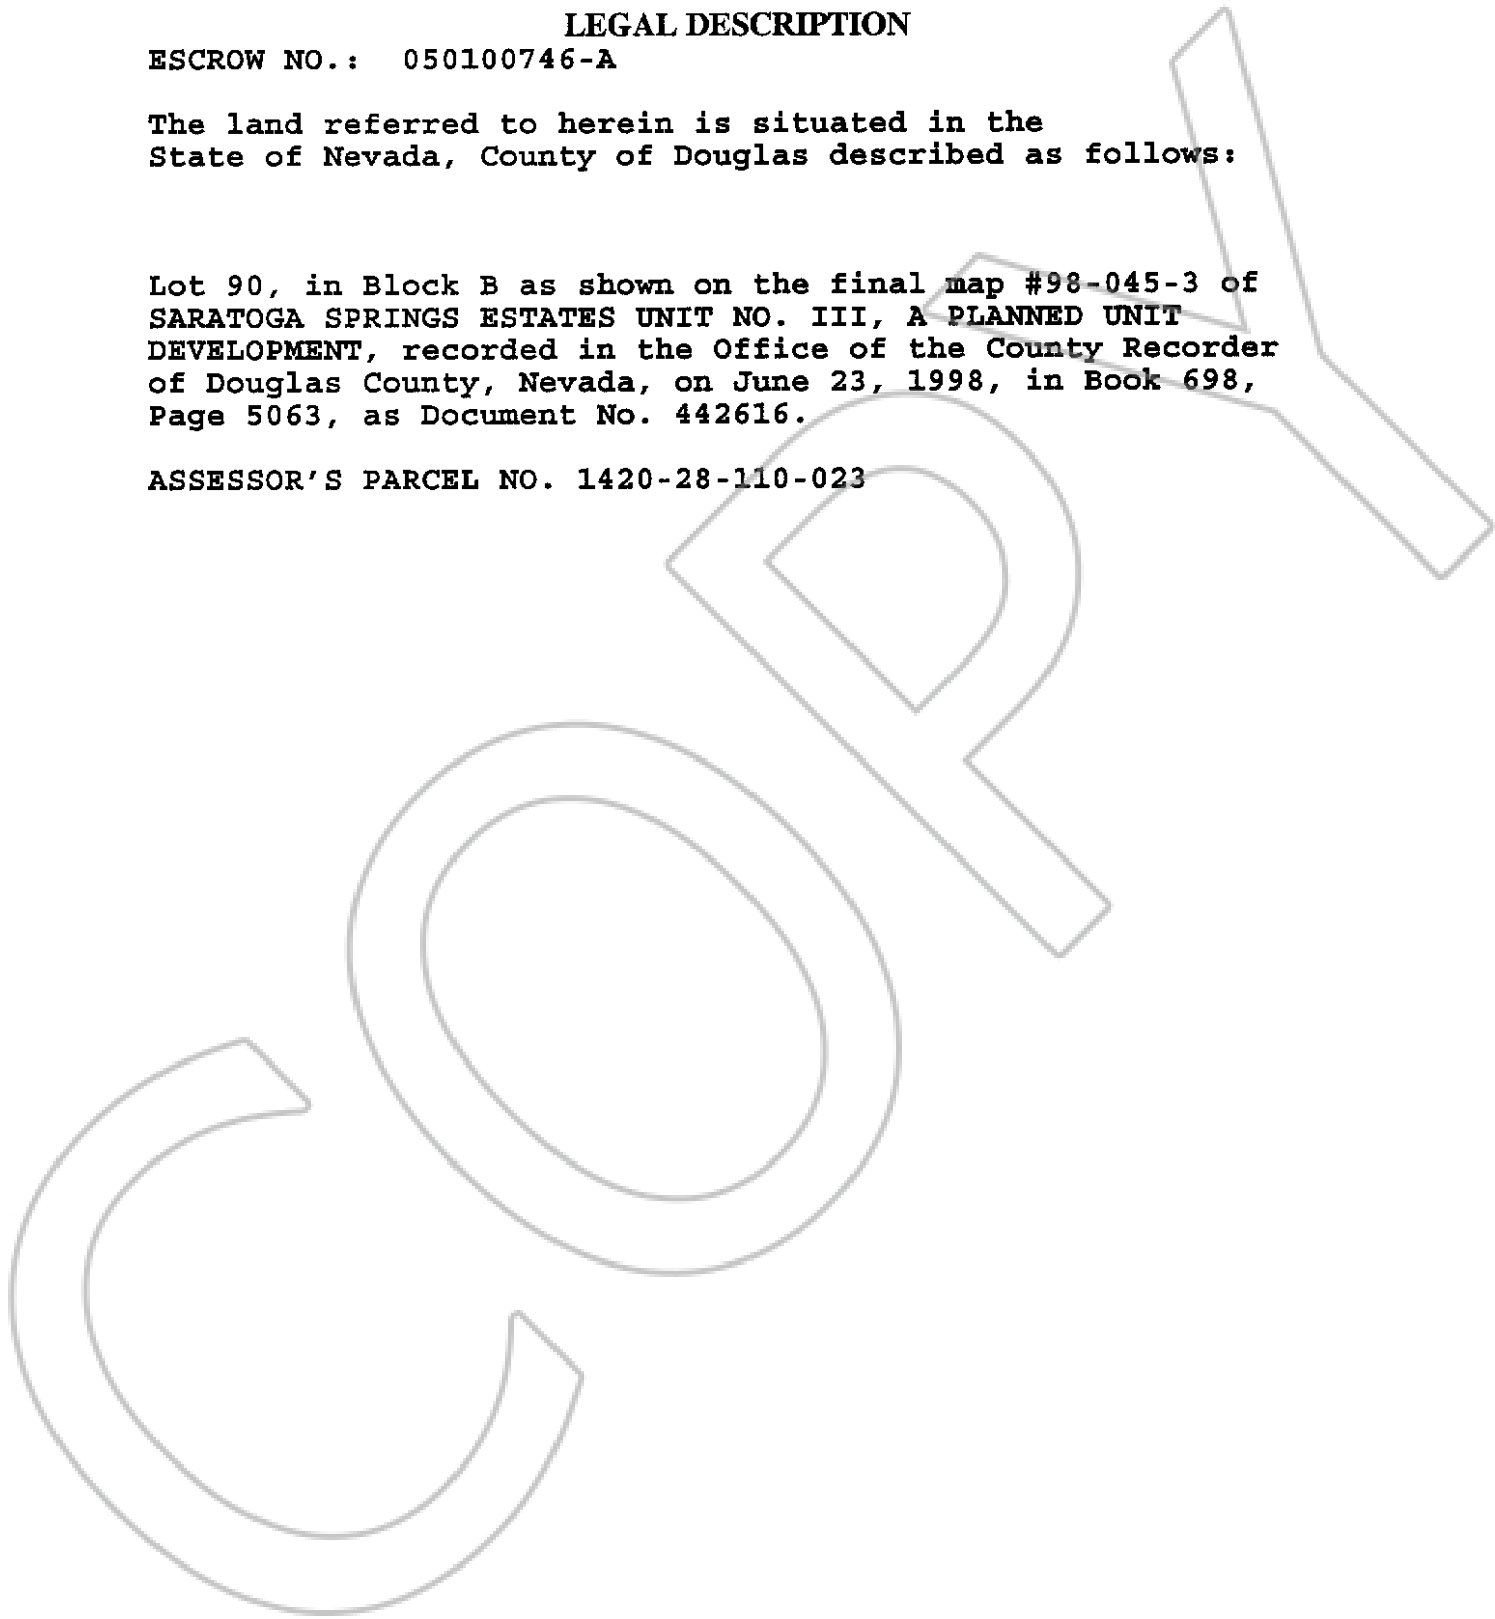 LEGAL DESCRIPTION
ESCROW NO.: 050100746-A
The land referred to herein is situated in the
State of Nevada, County of Douglas described as follows:
Lot 90, in Block B as shown on the final map #98-045-3 of
SARATOGA SPRINGS ESTATES UNIT NO. III, A PLANNED UNIT
DEVELOPMENT, recorded in the Office of the County Recorder
of Douglas County, Nevada, on June 23, 1998, in Book 698,
Page 5063, as Document No. 442616.
ASSESSOR'S PARCEL NO. 1420-28-110-023
COPY